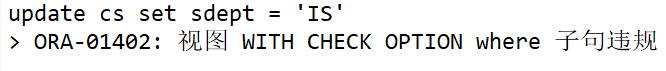 update cs set sdept = 'IS'
> ORA-01402: 视图 WITH CHECK OPTION where 子句违规